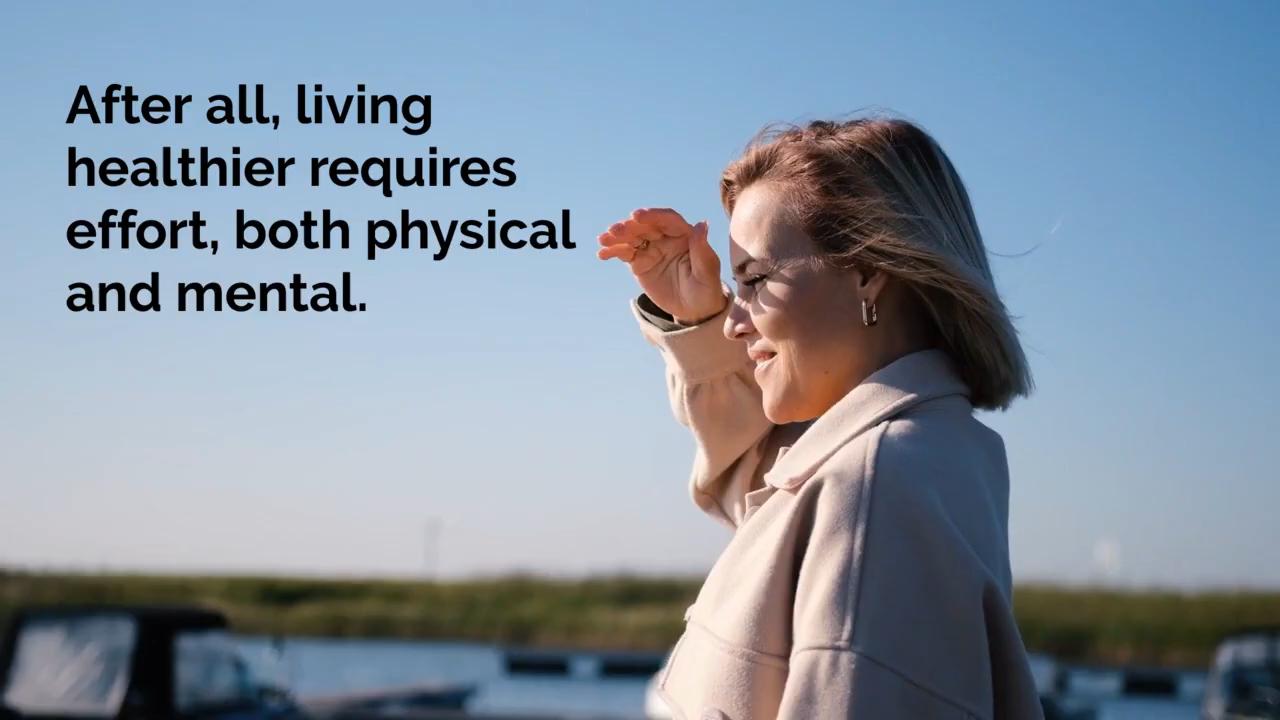 After all, living
healthier requires
effort, both physical
and mental.